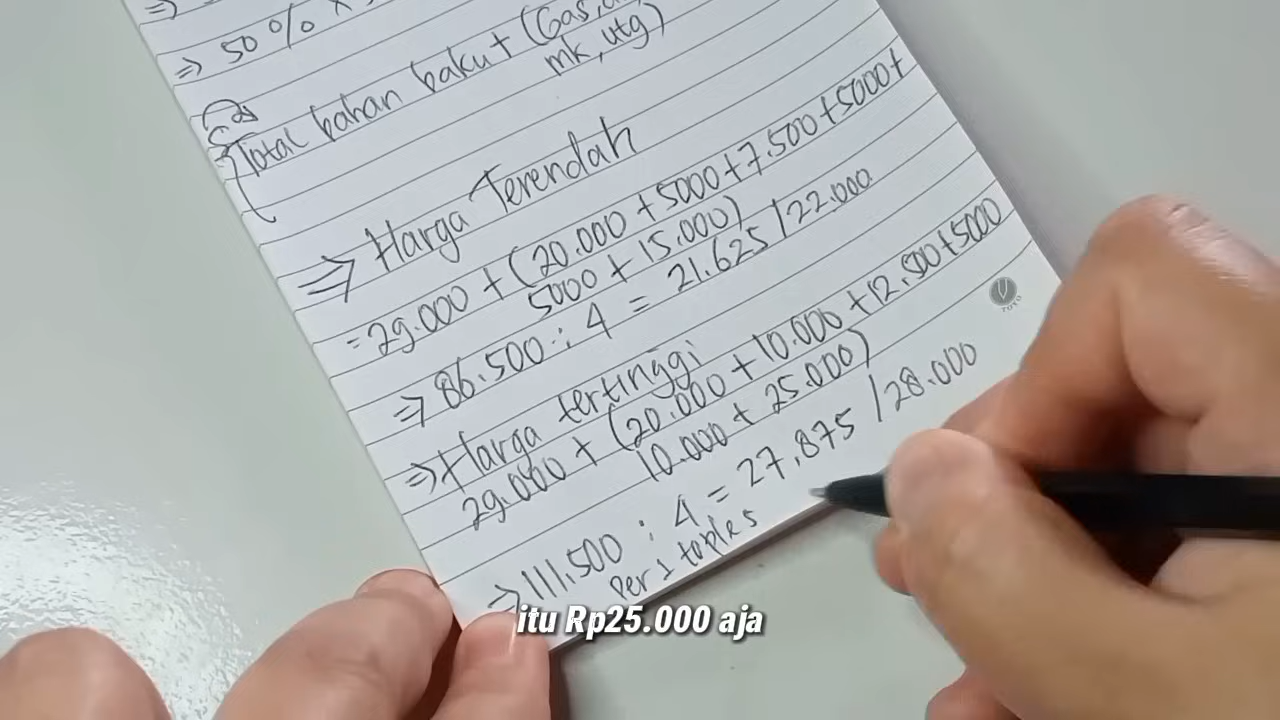 ⇒
⇒ 50% x
Total bahan baku + (Gas,
mk, utg)
⇒ Harga Terendah
= 29.000 + (20.000 + 5000 + 7.500 + 5000 +
5000 + 15.000)
⇒ 86.500 : 4 = 21.625 / 22.000
⇒ Harga tertinggi
29.000 + (20.000 + 10.000 + 12.500 + 5000
10.000 + 25.000)
⇒ 111.500 : 4 = 27.875 / 28.000
Per 1 toples
itu Rp25.000 aja